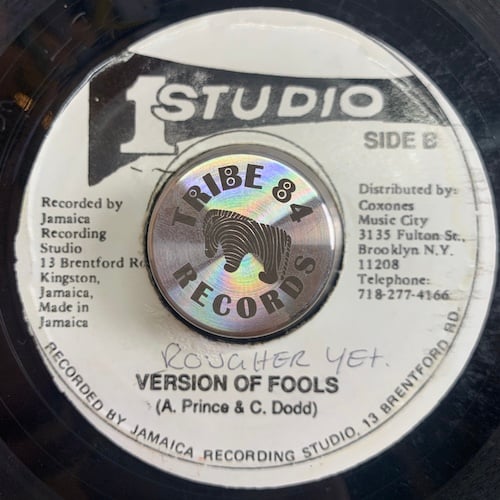 1 STUDIO
SIDE B
Recorded by
Jamaica
Recording
Studio
13 Brentford Rd
Kingston,
Jamaica,
Made in
Jamaica
TRIBE 84
RECORDS
Distributed by:
Coxones
Music City
3135 Fulton St.,
Brooklyn N.Y.
11208
Telephone:
718-277-4166
ROUGHER YET.
VERSION OF FOOLS
(A. Prince & C. Dodd)
RECORDED BY JAMAICA RECORDING STUDIO, 13 BRENTFORD RD.